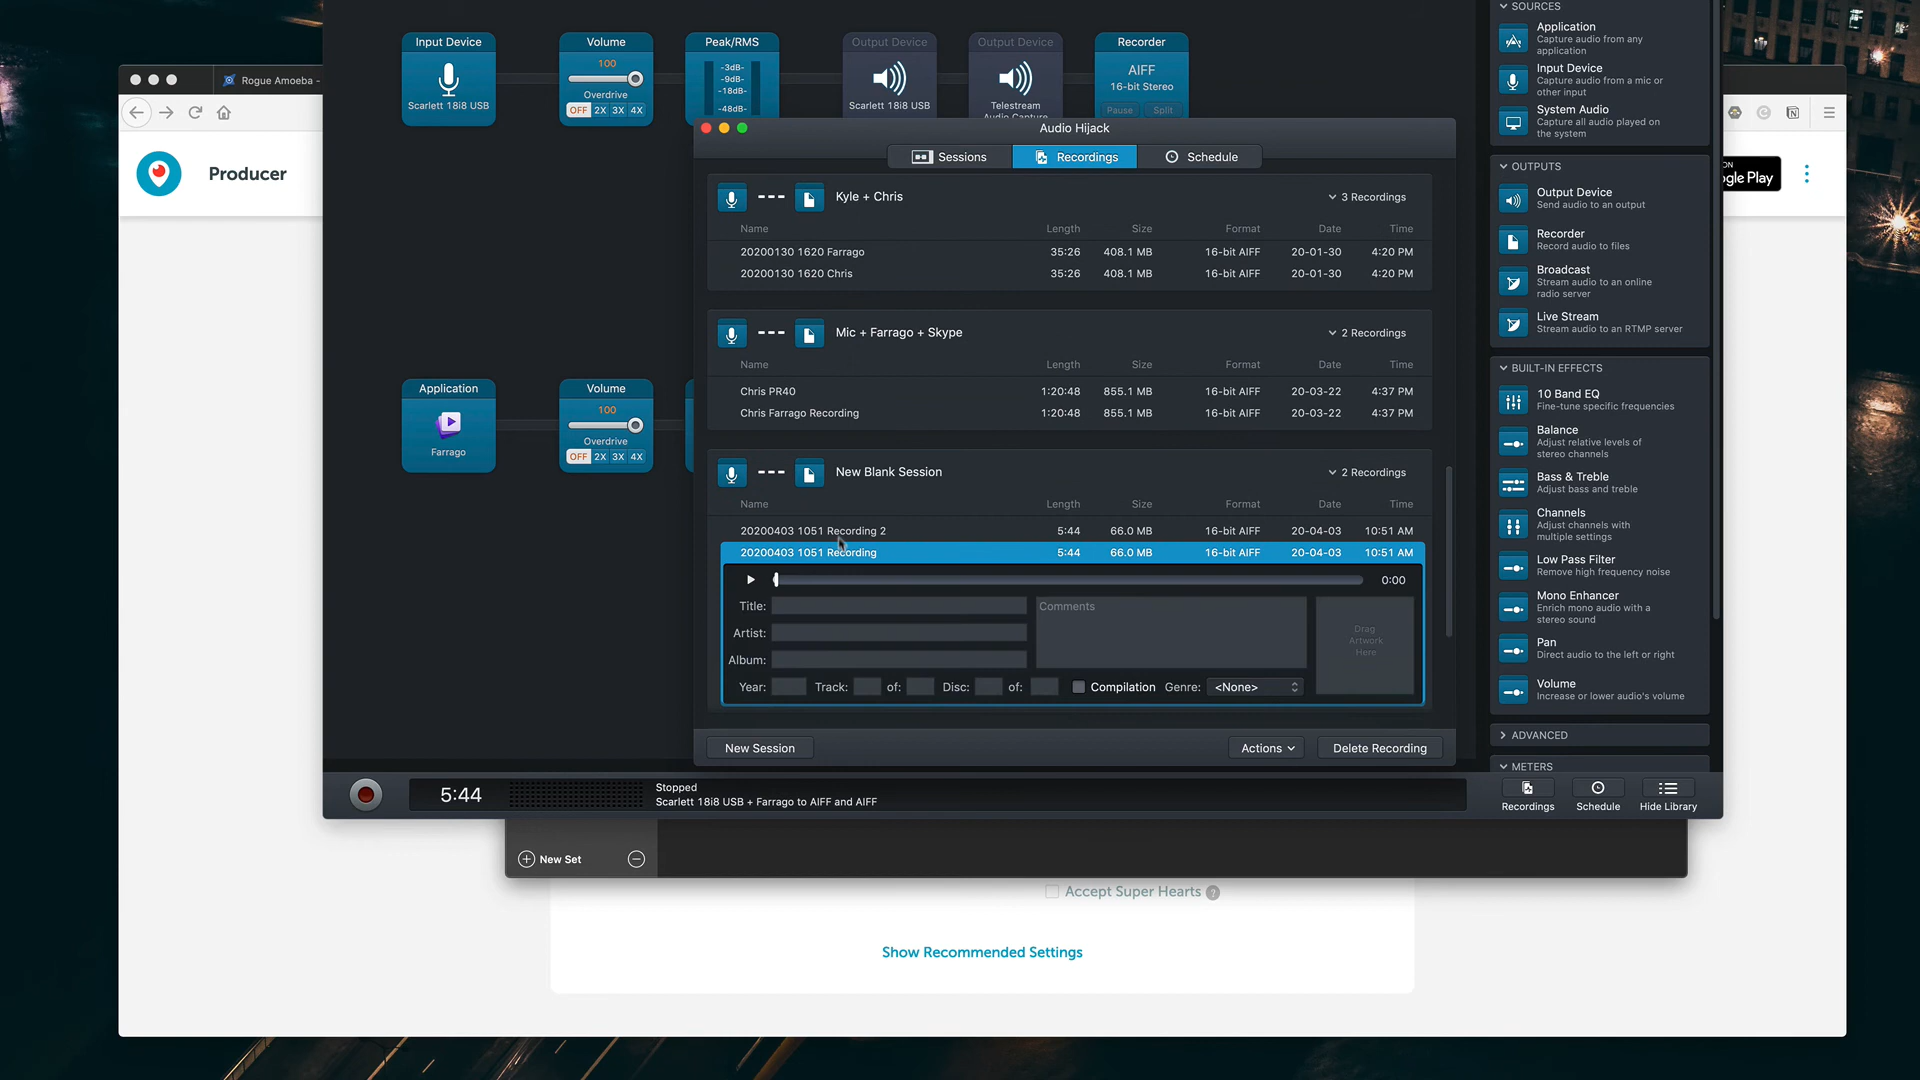 Rogue Amoeba -
Producer
ON
gle Play
Input Device
Scarlett 18i8 USB
Volume
100
Overdrive
OFF 2X 3X 4X
Peak/RMS
-3dB-
-9dB-
-18dB-
-48dB-
Output Device
Scarlett 18i8 USB
Output Device
Telestream
Audio Capture
Recorder
AIFF
16-bit Stereo
Pause Split
Application
Farrago
Volume
100
Overdrive
OFF 2X 3X 4X
Audio Hijack
Sessions Recordings Schedule
Kyle + Chris 3 Recordings
Name Length Size Format Date Time
20200130 1620 Farrago 35:26 408.1 MB 16-bit AIFF 20-01-30 4:20 PM
20200130 1620 Chris 35:26 408.1 MB 16-bit AIFF 20-01-30 4:20 PM
Mic + Farrago + Skype 2 Recordings
Name Length Size Format Date Time
Chris PR40 1:20:48 855.1 MB 16-bit AIFF 20-03-22 4:37 PM
Chris Farrago Recording 1:20:48 855.1 MB 16-bit AIFF 20-03-22 4:37 PM
New Blank Session 2 Recordings
Name Length Size Format Date Time
20200403 1051 Recording 2 5:44 66.0 MB 16-bit AIFF 20-04-03 10:51 AM
20200403 1051 Recording 5:44 66.0 MB 16-bit AIFF 20-04-03 10:51 AM
0:00
Title:
Artist:
Album:
Comments
Drag
Artwork
Here
Year: Track: of: Disc: of: Compilation Genre: <None>
New Session Actions Delete Recording
5:44
Stopped
Scarlett 18i8 USB + Farrago to AIFF and AIFF
SOURCES
Application
Capture audio from any
application
Input Device
Capture audio from a mic or
other input
System Audio
Capture all audio played on
the system
OUTPUTS
Output Device
Send audio to an output
Recorder
Record audio to files
Broadcast
Stream audio to an online
radio server
Live Stream
Stream audio to an RTMP server
BUILT-IN EFFECTS
10 Band EQ
Fine-tune specific frequencies
Balance
Adjust relative levels of
stereo channels
Bass & Treble
Adjust bass and treble
Channels
Adjust channels with
multiple settings
Low Pass Filter
Remove high frequency noise
Mono Enhancer
Enrich mono audio with a
stereo sound
Pan
Direct audio to the left or right
Volume
Increase or lower audio's volume
ADVANCED
METERS
Recordings Schedule Hide Library
New Set
Accept Super Hearts ?
Show Recommended Settings